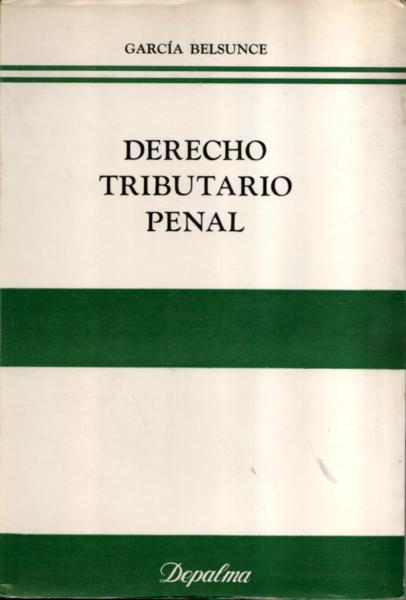 GARCÍA BELSUNCE
DERECHO
TRIBUTARIO
PENAL
Depalma